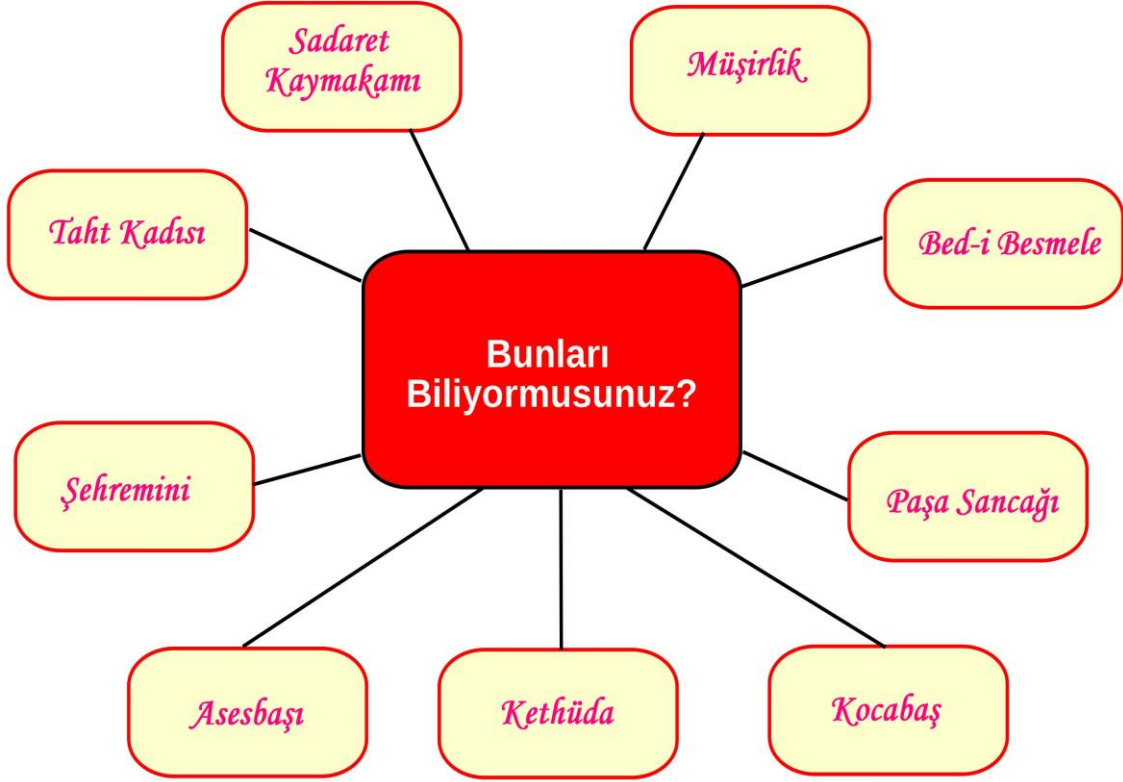 Sadaret
Kaymakamı
Müşirlik
Taht Kadısı
Bed-i Besmele
Bunları
Biliyormusunuz?
Şehremini
Paşa Sancağı
Asesbaşı
Kethüda
Kocabaş